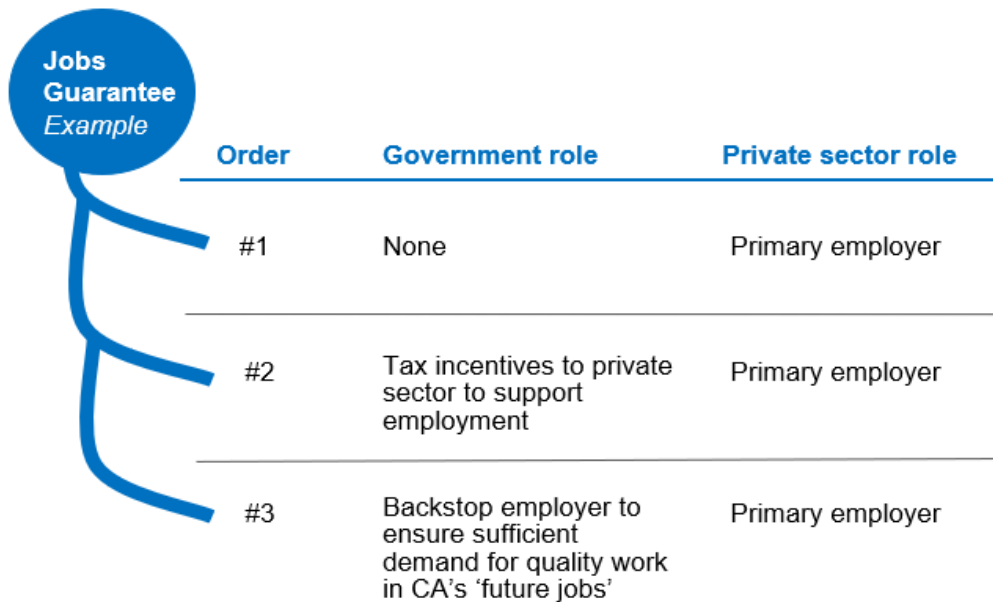 Jobs
Guarantee
Example
Order Government role Private sector role
#1 None Primary employer
#2 Tax incentives to private Primary employer
sector to support
employment
#3 Backstop employer to Primary employer
ensure sufficient
demand for quality work
in CA's 'future jobs'